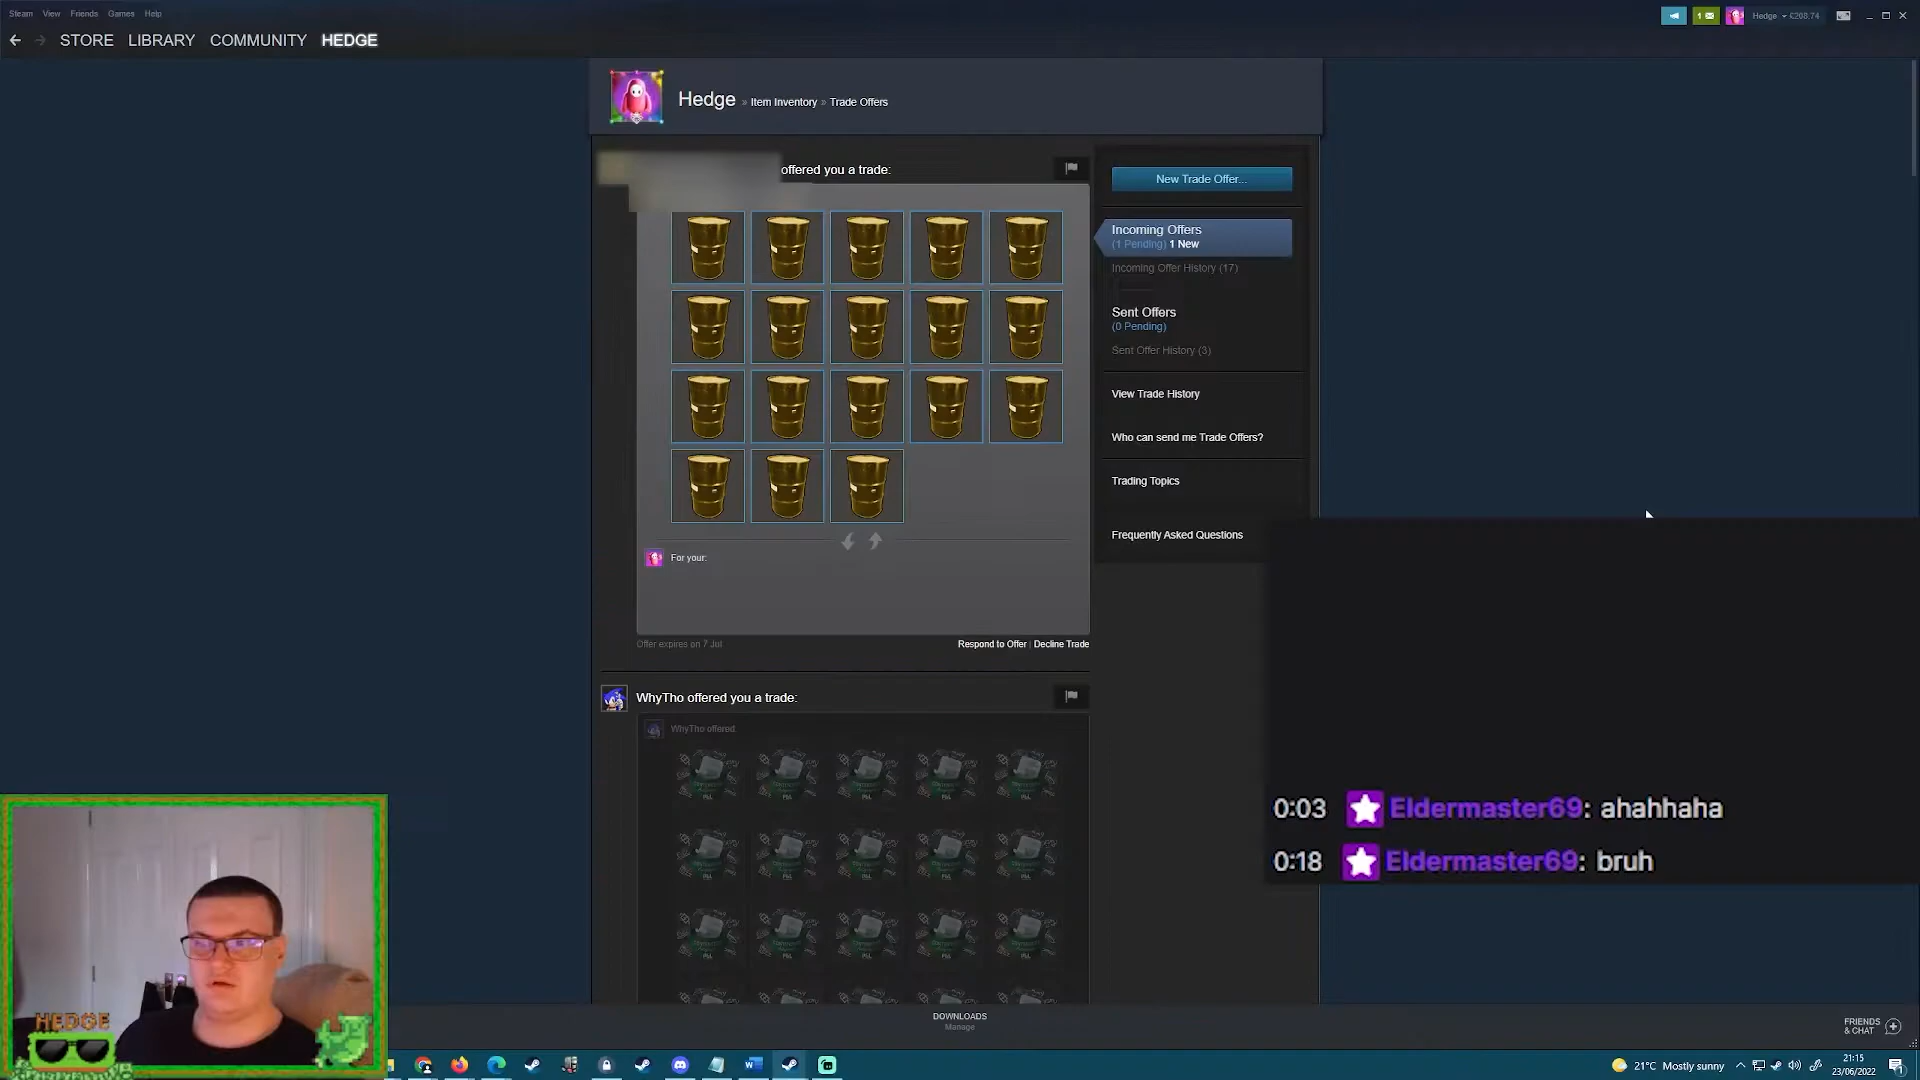 Steam View Friends Games Help
1
Hedge £208.74
STORE LIBRARY COMMUNITY HEDGE
Hedge » Item Inventory » Trade Offers
offered you a trade:
New Trade Offer...
Incoming Offers
(1 Pending) 1 New
Incoming Offer History (17)
Sent Offers
(0 Pending)
Sent Offer History (3)
View Trade History
Who can send me Trade Offers?
Trading Topics
Frequently Asked Questions
For your:
Offer expires on 7 Jul
Respond to Offer | Decline Trade
WhyTho offered you a trade:
WhyTho offered:
0:03 Eldermaster69: ahahhaha
0:18 Eldermaster69: bruh
HEDGE
DOWNLOADS
Manage
FRIENDS
& CHAT
21°C Mostly sunny
21:15
23/06/2022